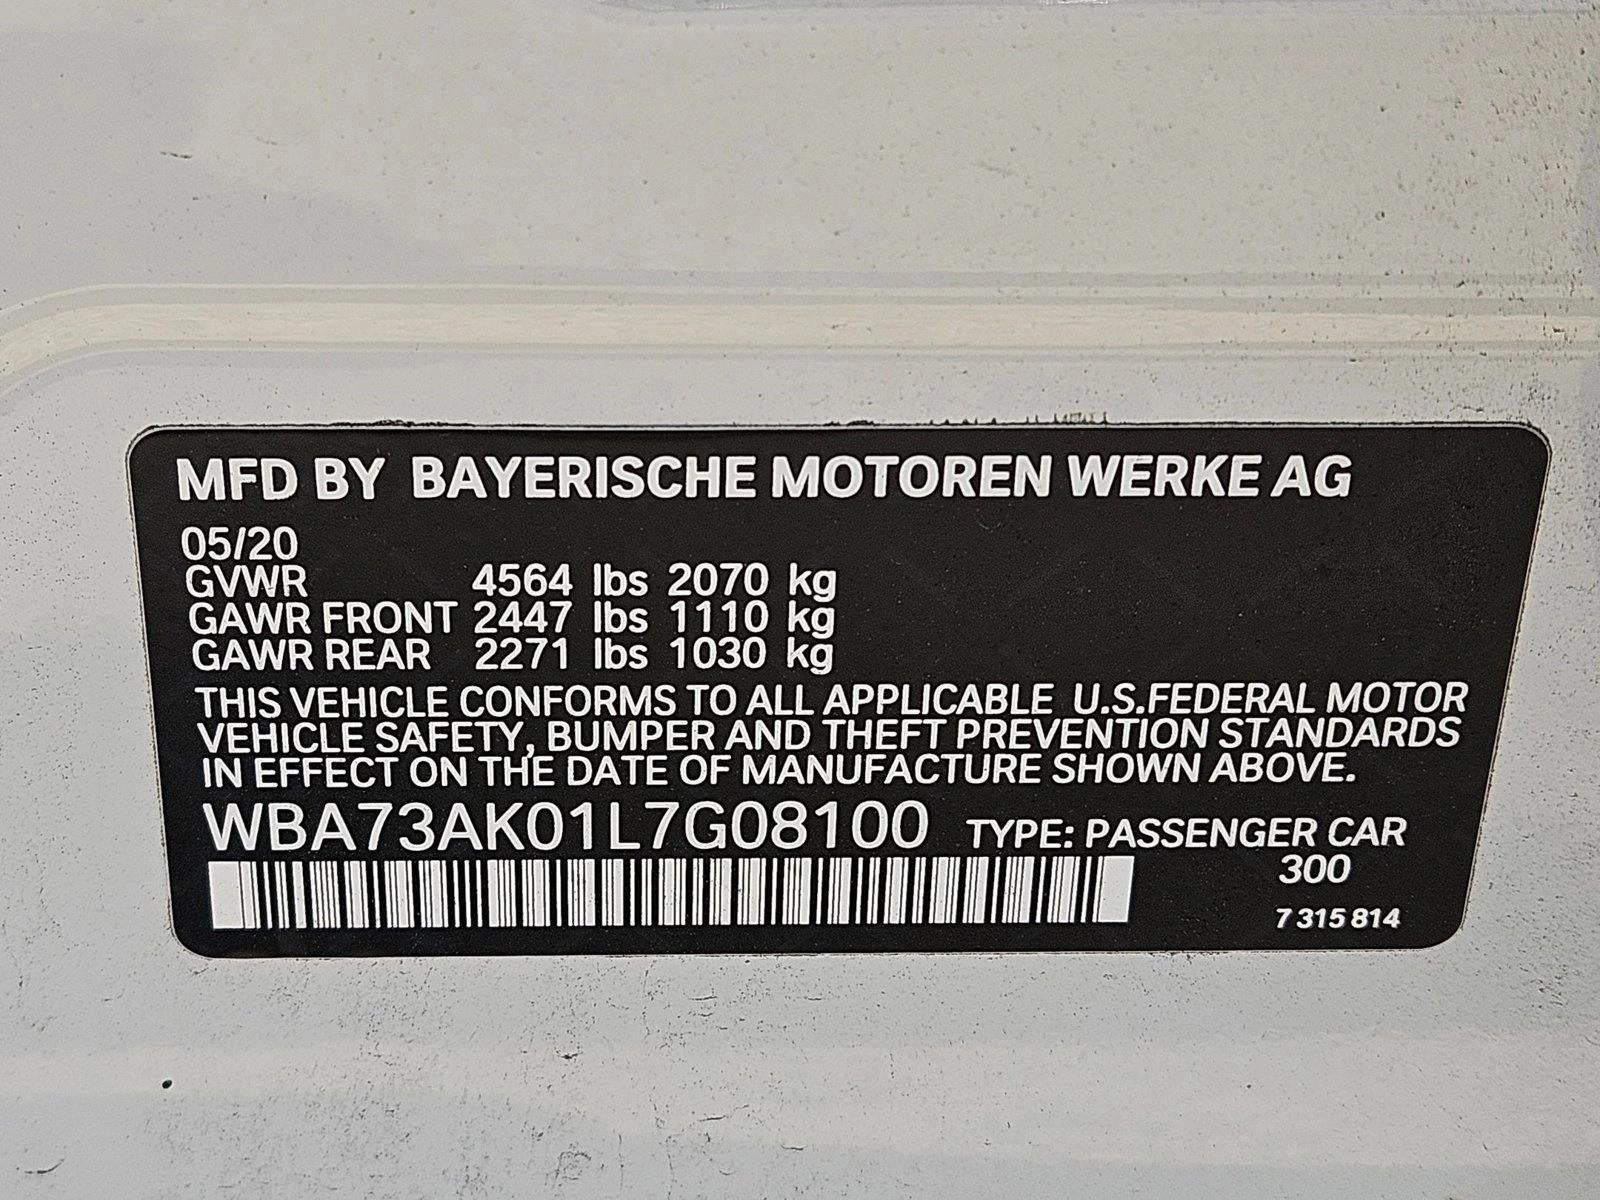 MFD BY BAYERISCHE MOTOREN WERKE AG
05/20
GVWR 4564 lbs 2070 kg
GAWR FRONT 2447 lbs 1110 kg
GAWR REAR 2271 lbs 1030 kg
THIS VEHICLE CONFORMS TO ALL APPLICABLE U.S.FEDERAL MOTOR
VEHICLE SAFETY, BUMPER AND THEFT PREVENTION STANDARDS
IN EFFECT ON THE DATE OF MANUFACTURE SHOWN ABOVE.
WBA73AK01L7G08100 TYPE: PASSENGER CAR
300
7 315 814